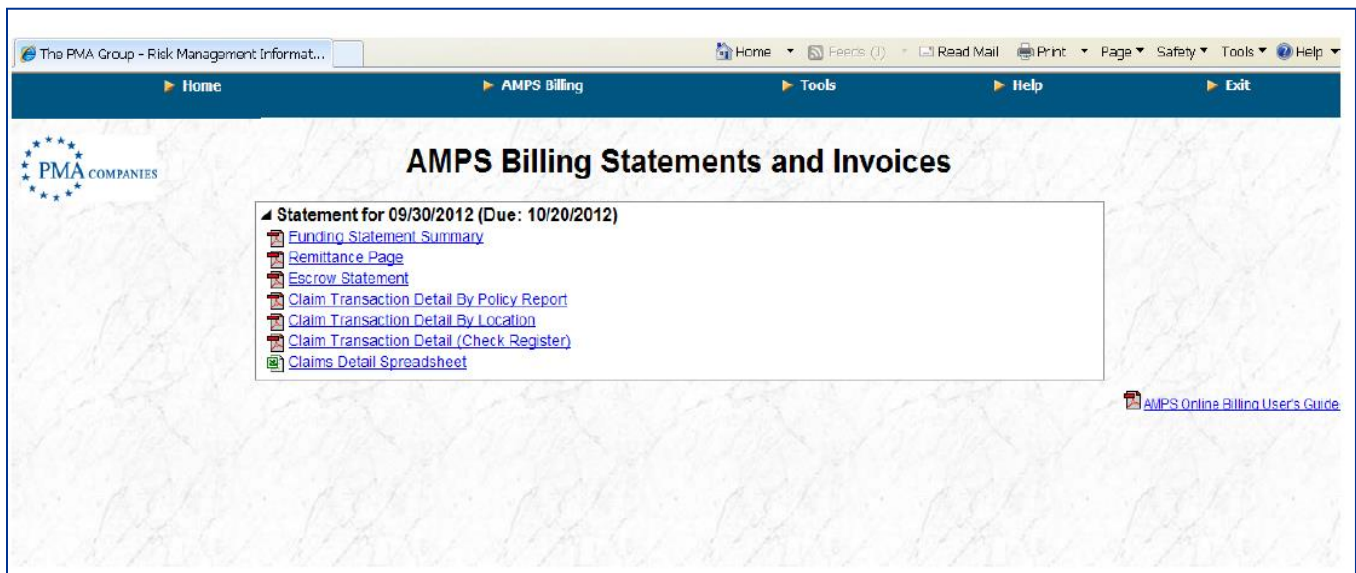 The PMA Group - Risk Management Informat...
Home Feeds (J) Read Mail Print Page Safety Tools Help
Home AMPS Billing Tools Help Exit
PMA COMPANIES
AMPS Billing Statements and Invoices
Statement for 09/30/2012 (Due: 10/20/2012)
Funding Statement Summary
Remittance Page
Escrow Statement
Claim Transaction Detail By Policy Report
Claim Transaction Detail By Location
Claim Transaction Detail (Check Register)
Claims Detail Spreadsheet
AMPS Online Billing User's Guide